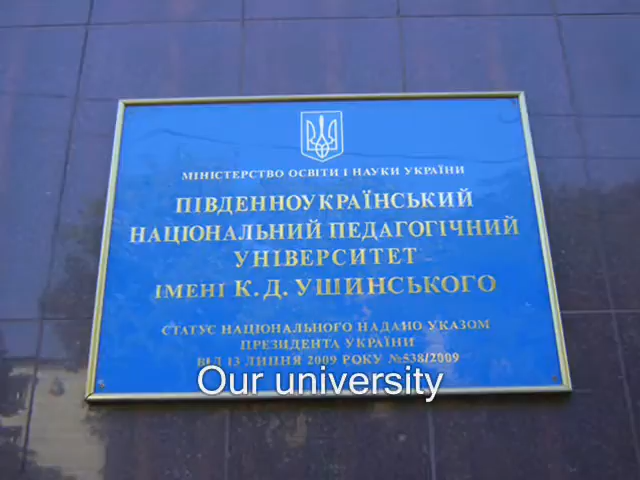 МІНІСТЕРСТВО ОСВІТИ І НАУКИ УКРАЇНИ
ПІВДЕННОУКРАЇНСЬКИЙ
НАЦІОНАЛЬНИЙ ПЕДАГОГІЧНИЙ
УНІВЕРСИТЕТ
ІМЕНІ К. Д. УШИНСЬКОГО
СТАТУС НАЦІОНАЛЬНОГО НАДАНО УКАЗОМ
ПРЕЗИДЕНТА УКРАЇНИ
ВІД 13 ЛИПНЯ 2009 РОКУ №538/2009
Our university